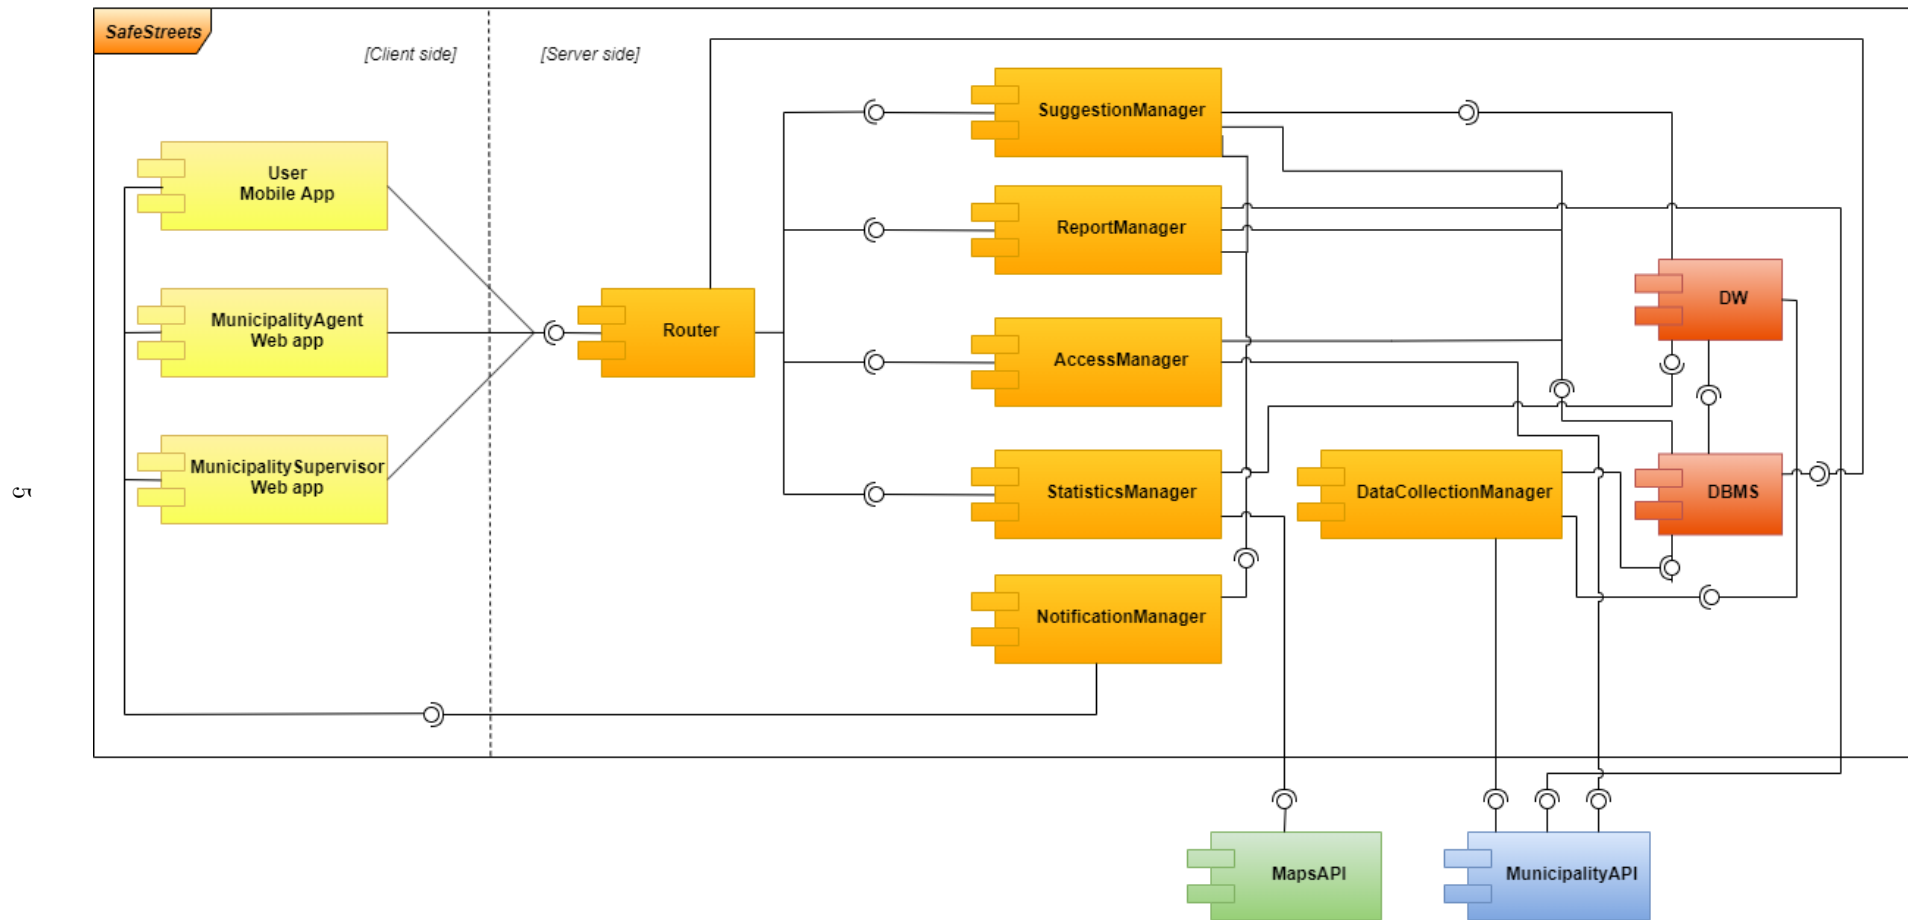 SafeStreets
[Client side]
[Server side]
User
Mobile App
MunicipalityAgent
Web app
MunicipalitySupervisor
Web app
Router
SuggestionManager
ReportManager
AccessManager
StatisticsManager
NotificationManager
DataCollectionManager
DW
DBMS
MapsAPI
MunicipalityAPI
5